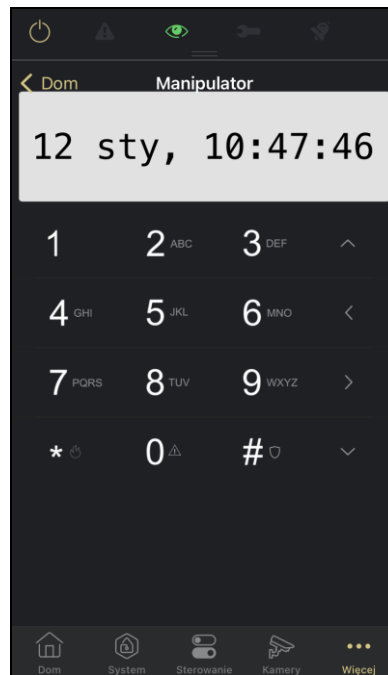 Dom Manipulator
12 sty, 10:47:46
1 2 ABC 3 DEF
4 GHI 5 JKL 6 MNO
7 PQRS 8 TUV 9 WXYZ
* 0 #
Dom System Sterowanie Kamery Więcej